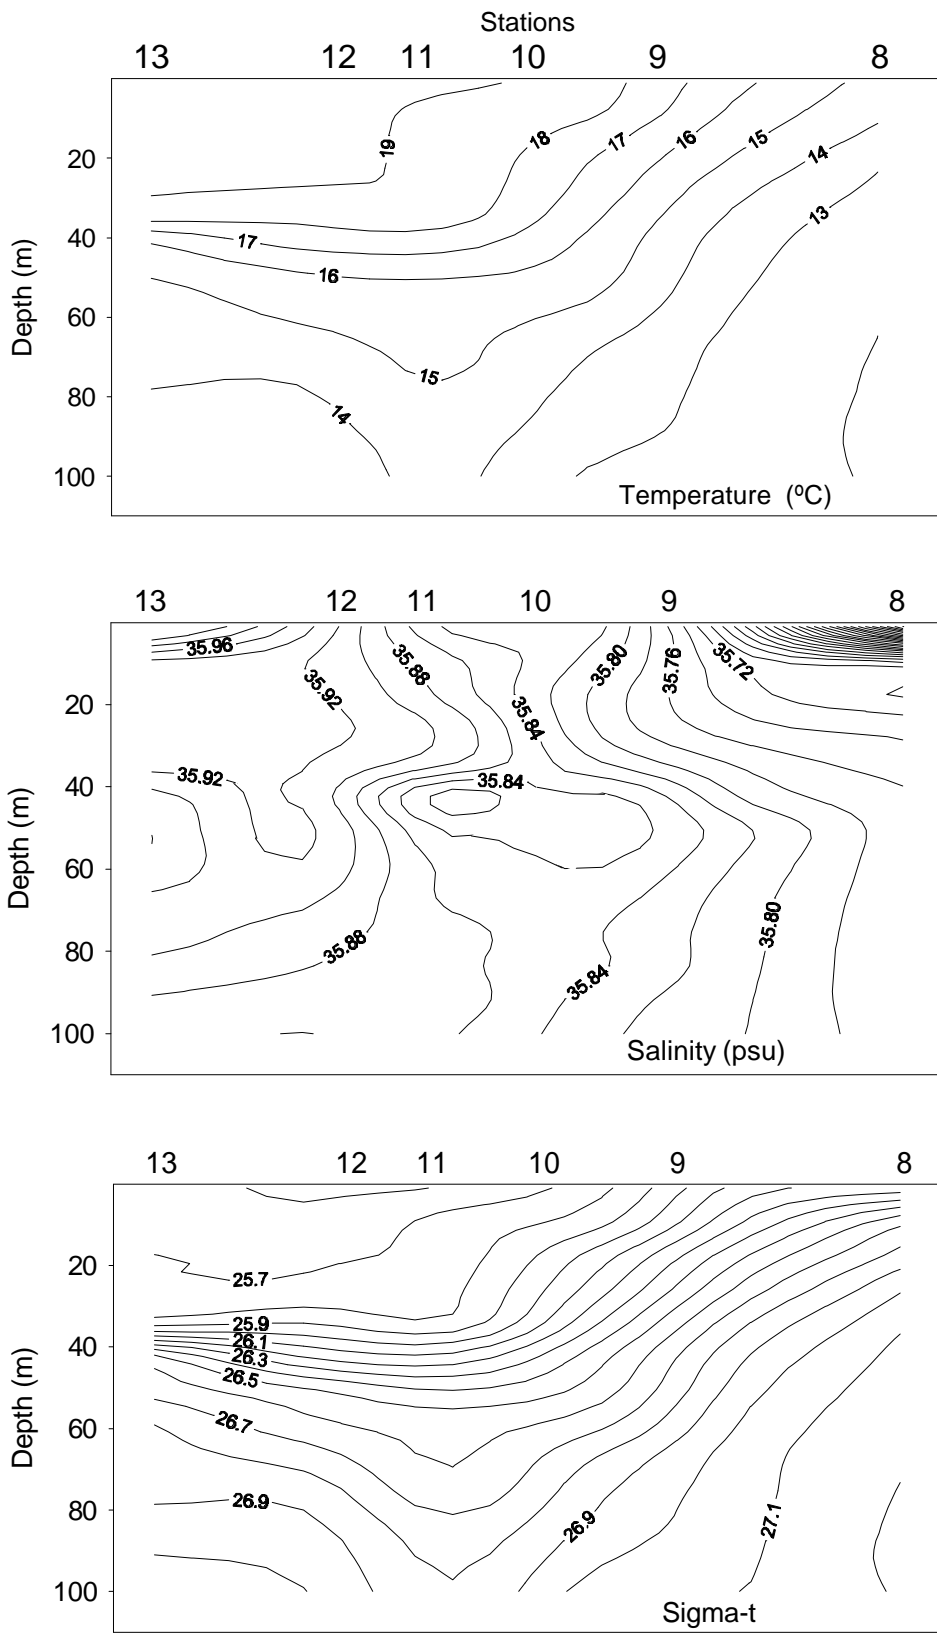 Stations
13 12 11 10 9 8
19 18 17 16 15 14
13
20
40
60
80
100
Depth (m)
17
16
15
14
Temperature (ºC)
13 12 11 10 9 8
35.96 35.92 35.88 35.84 35.80 35.76 35.72
20
40
60
80
100
Depth (m)
35.92 35.84
35.88 35.84 35.80
Salinity (psu)
13 12 11 10 9 8
20
40
60
80
100
Depth (m)
25.7
25.9
26.1
26.3
26.5
26.7
26.9 26.9 27.1
Sigma-t